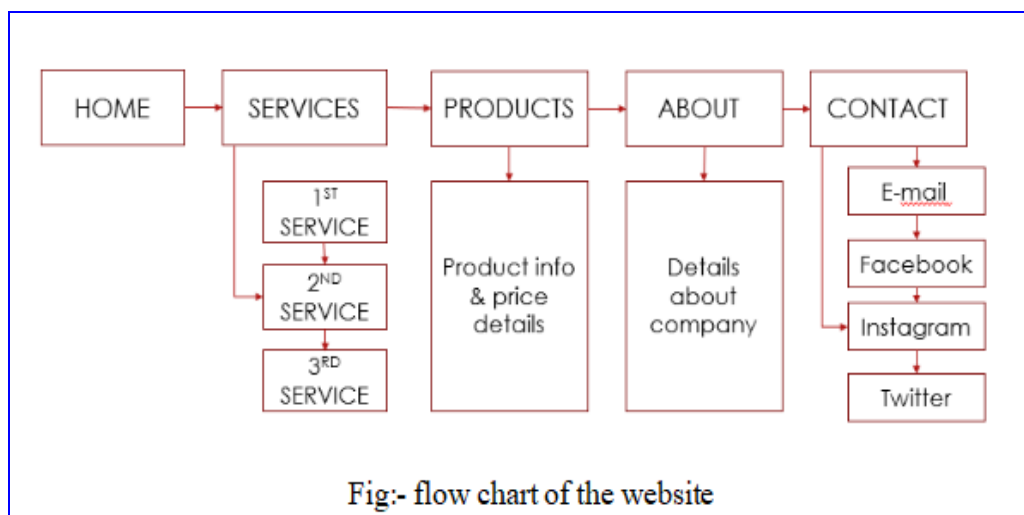 HOME
SERVICES
PRODUCTS
ABOUT
CONTACT
1ST
SERVICE
2ND
SERVICE
3RD
SERVICE
Product info
& price
details
Details
about
company
E-mail
Facebook
Instagram
Twitter
Fig:- flow chart of the website